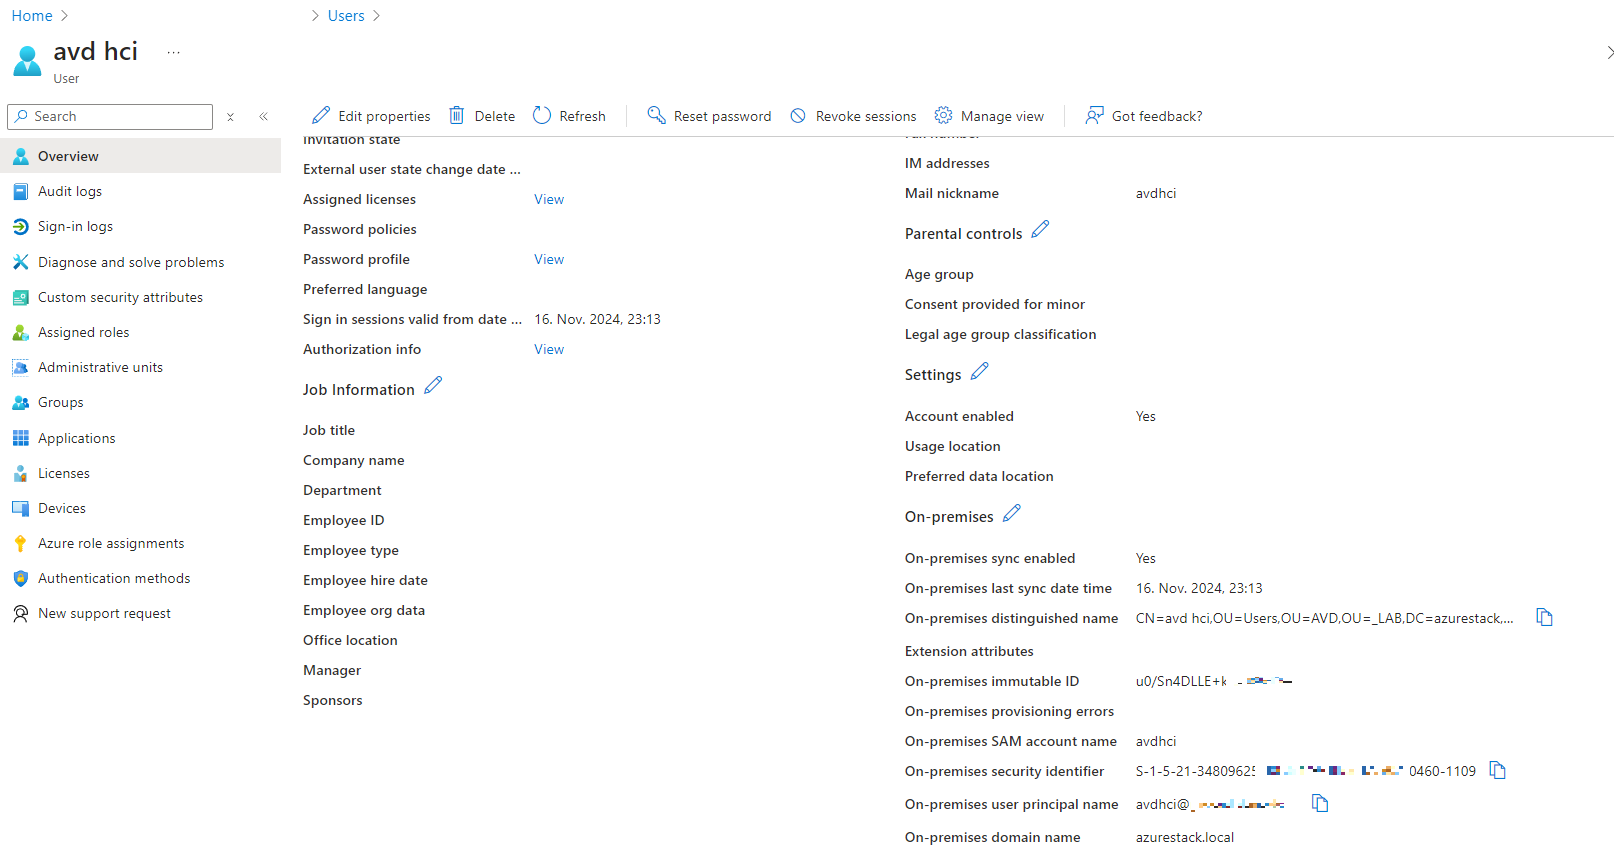 Home
Users
avd hci ...
User
Search
Edit properties
Delete
Refresh
Reset password
Revoke sessions
Manage view
Got feedback?
Overview
Audit logs
Sign-in logs
Diagnose and solve problems
Custom security attributes
Assigned roles
Administrative units
Groups
Applications
Licenses
Devices
Azure role assignments
Authentication methods
New support request
Invitation state
External user state change date ...
Assigned licenses View
Password policies
Password profile View
Preferred language
Sign in sessions valid from date ... 16. Nov. 2024, 23:13
Authorization info View
Job Information
Job title
Company name
Department
Employee ID
Employee type
Employee hire date
Employee org data
Office location
Manager
Sponsors
IM addresses
Mail nickname avdhci
Parental controls
Age group
Consent provided for minor
Legal age group classification
Settings
Account enabled Yes
Usage location
Preferred data location
On-premises
On-premises sync enabled Yes
On-premises last sync date time 16. Nov. 2024, 23:13
On-premises distinguished name CN=avd hci,OU=Users,OU=AVD,OU=_LAB,DC=azurestack,...
Extension attributes
On-premises immutable ID u0/Sn4DLLE+k
On-premises provisioning errors
On-premises SAM account name avdhci
On-premises security identifier S-1-5-21-34809625 0460-1109
On-premises user principal name avdhci@
On-premises domain name azurestack.local